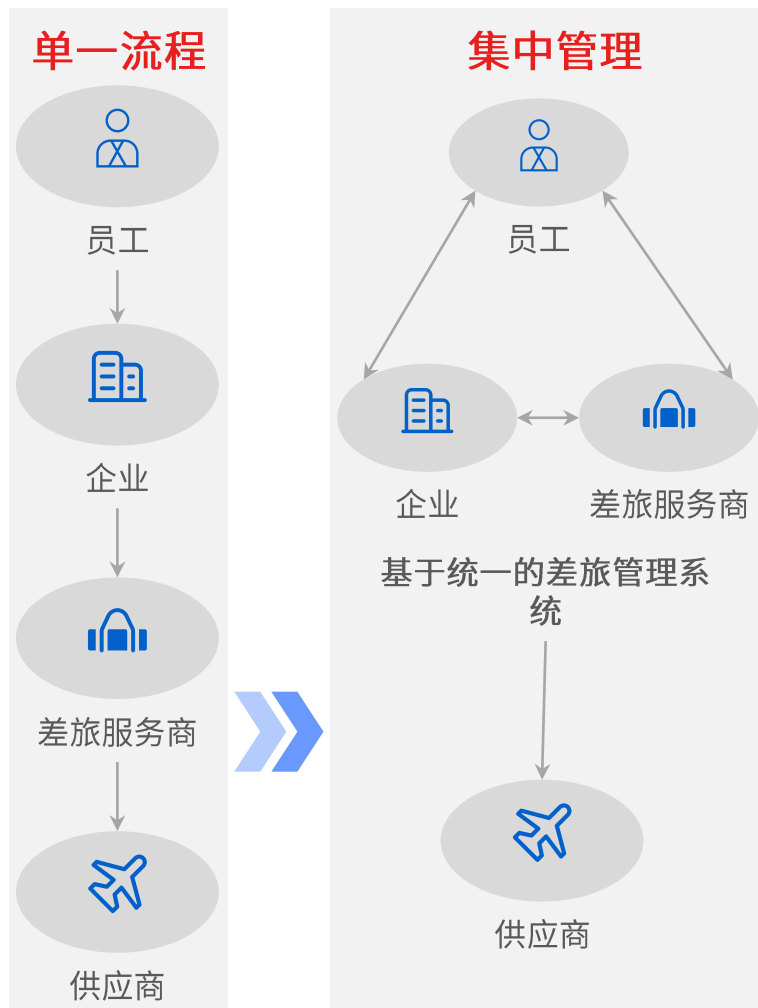 单一流程
员工
企业
差旅服务商
供应商
集中管理
员工
企业
差旅服务商
基于统一的差旅管理系
统
供应商